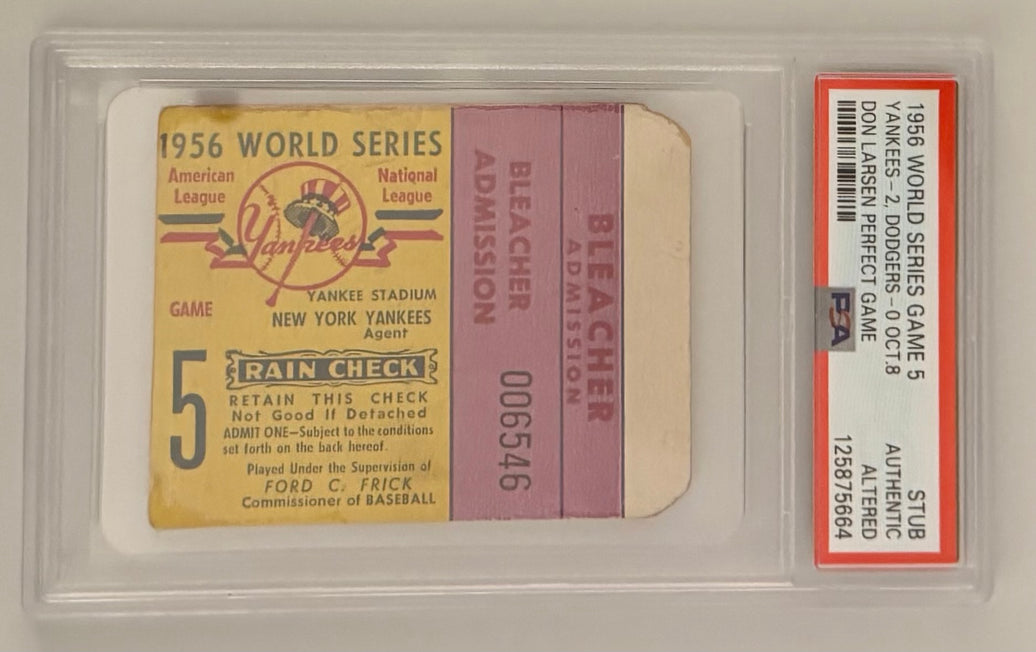 1956 WORLD SERIES
American
League
National
League
Yankees
YANKEE STADIUM
NEW YORK YANKEES
Agent
GAME
5
RAIN CHECK
RETAIN THIS CHECK
Not Good If Detached
ADMIT ONE—Subject to the conditions
set forth on the back hereof.
Played Under the Supervision of
FORD C. FRICK
Commissioner of BASEBALL
BLEACHER
ADMISSION
006546
BLEACHER
ADMISSION
1956 WORLD SERIES GAME 5
YANKEES - 2, DODGERS - 0 OCT.8
DON LARSEN PERFECT GAME
PSA
STUB
AUTHENTIC
ALTERED
125875664